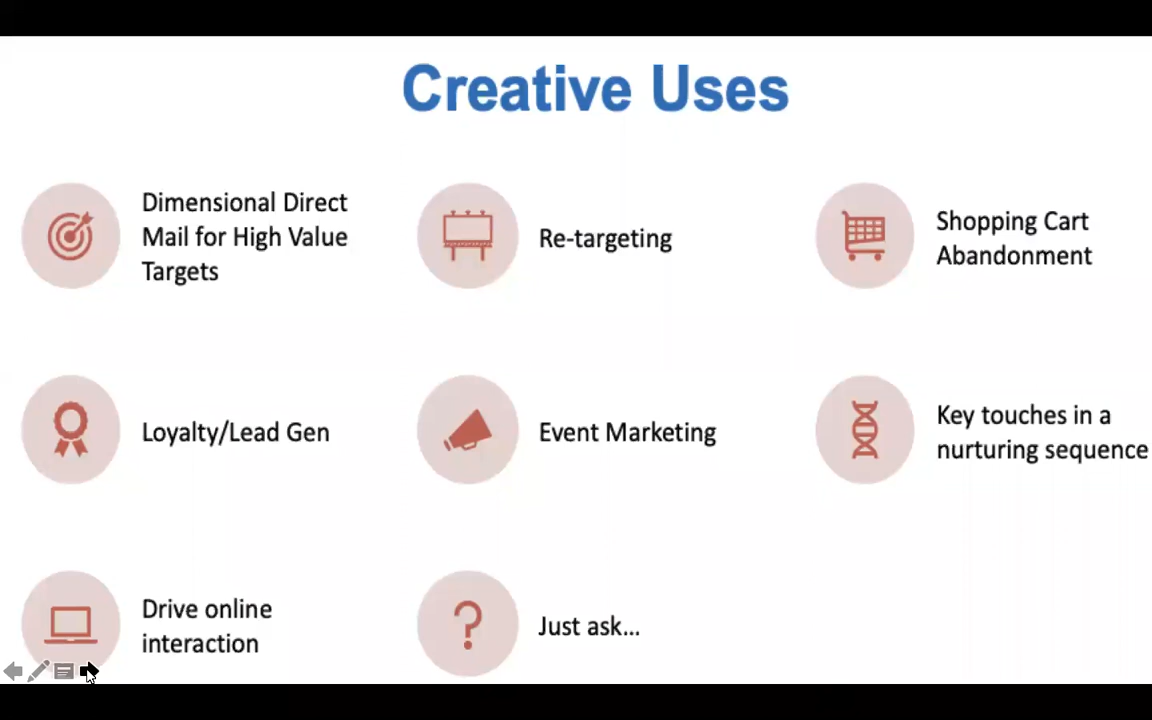 Creative Uses
Dimensional Direct
Mail for High Value
Targets
Re-targeting
Shopping Cart
Abandonment
Loyalty/Lead Gen
Event Marketing
Key touches in a
nurturing sequence
Drive online
interaction
Just ask...